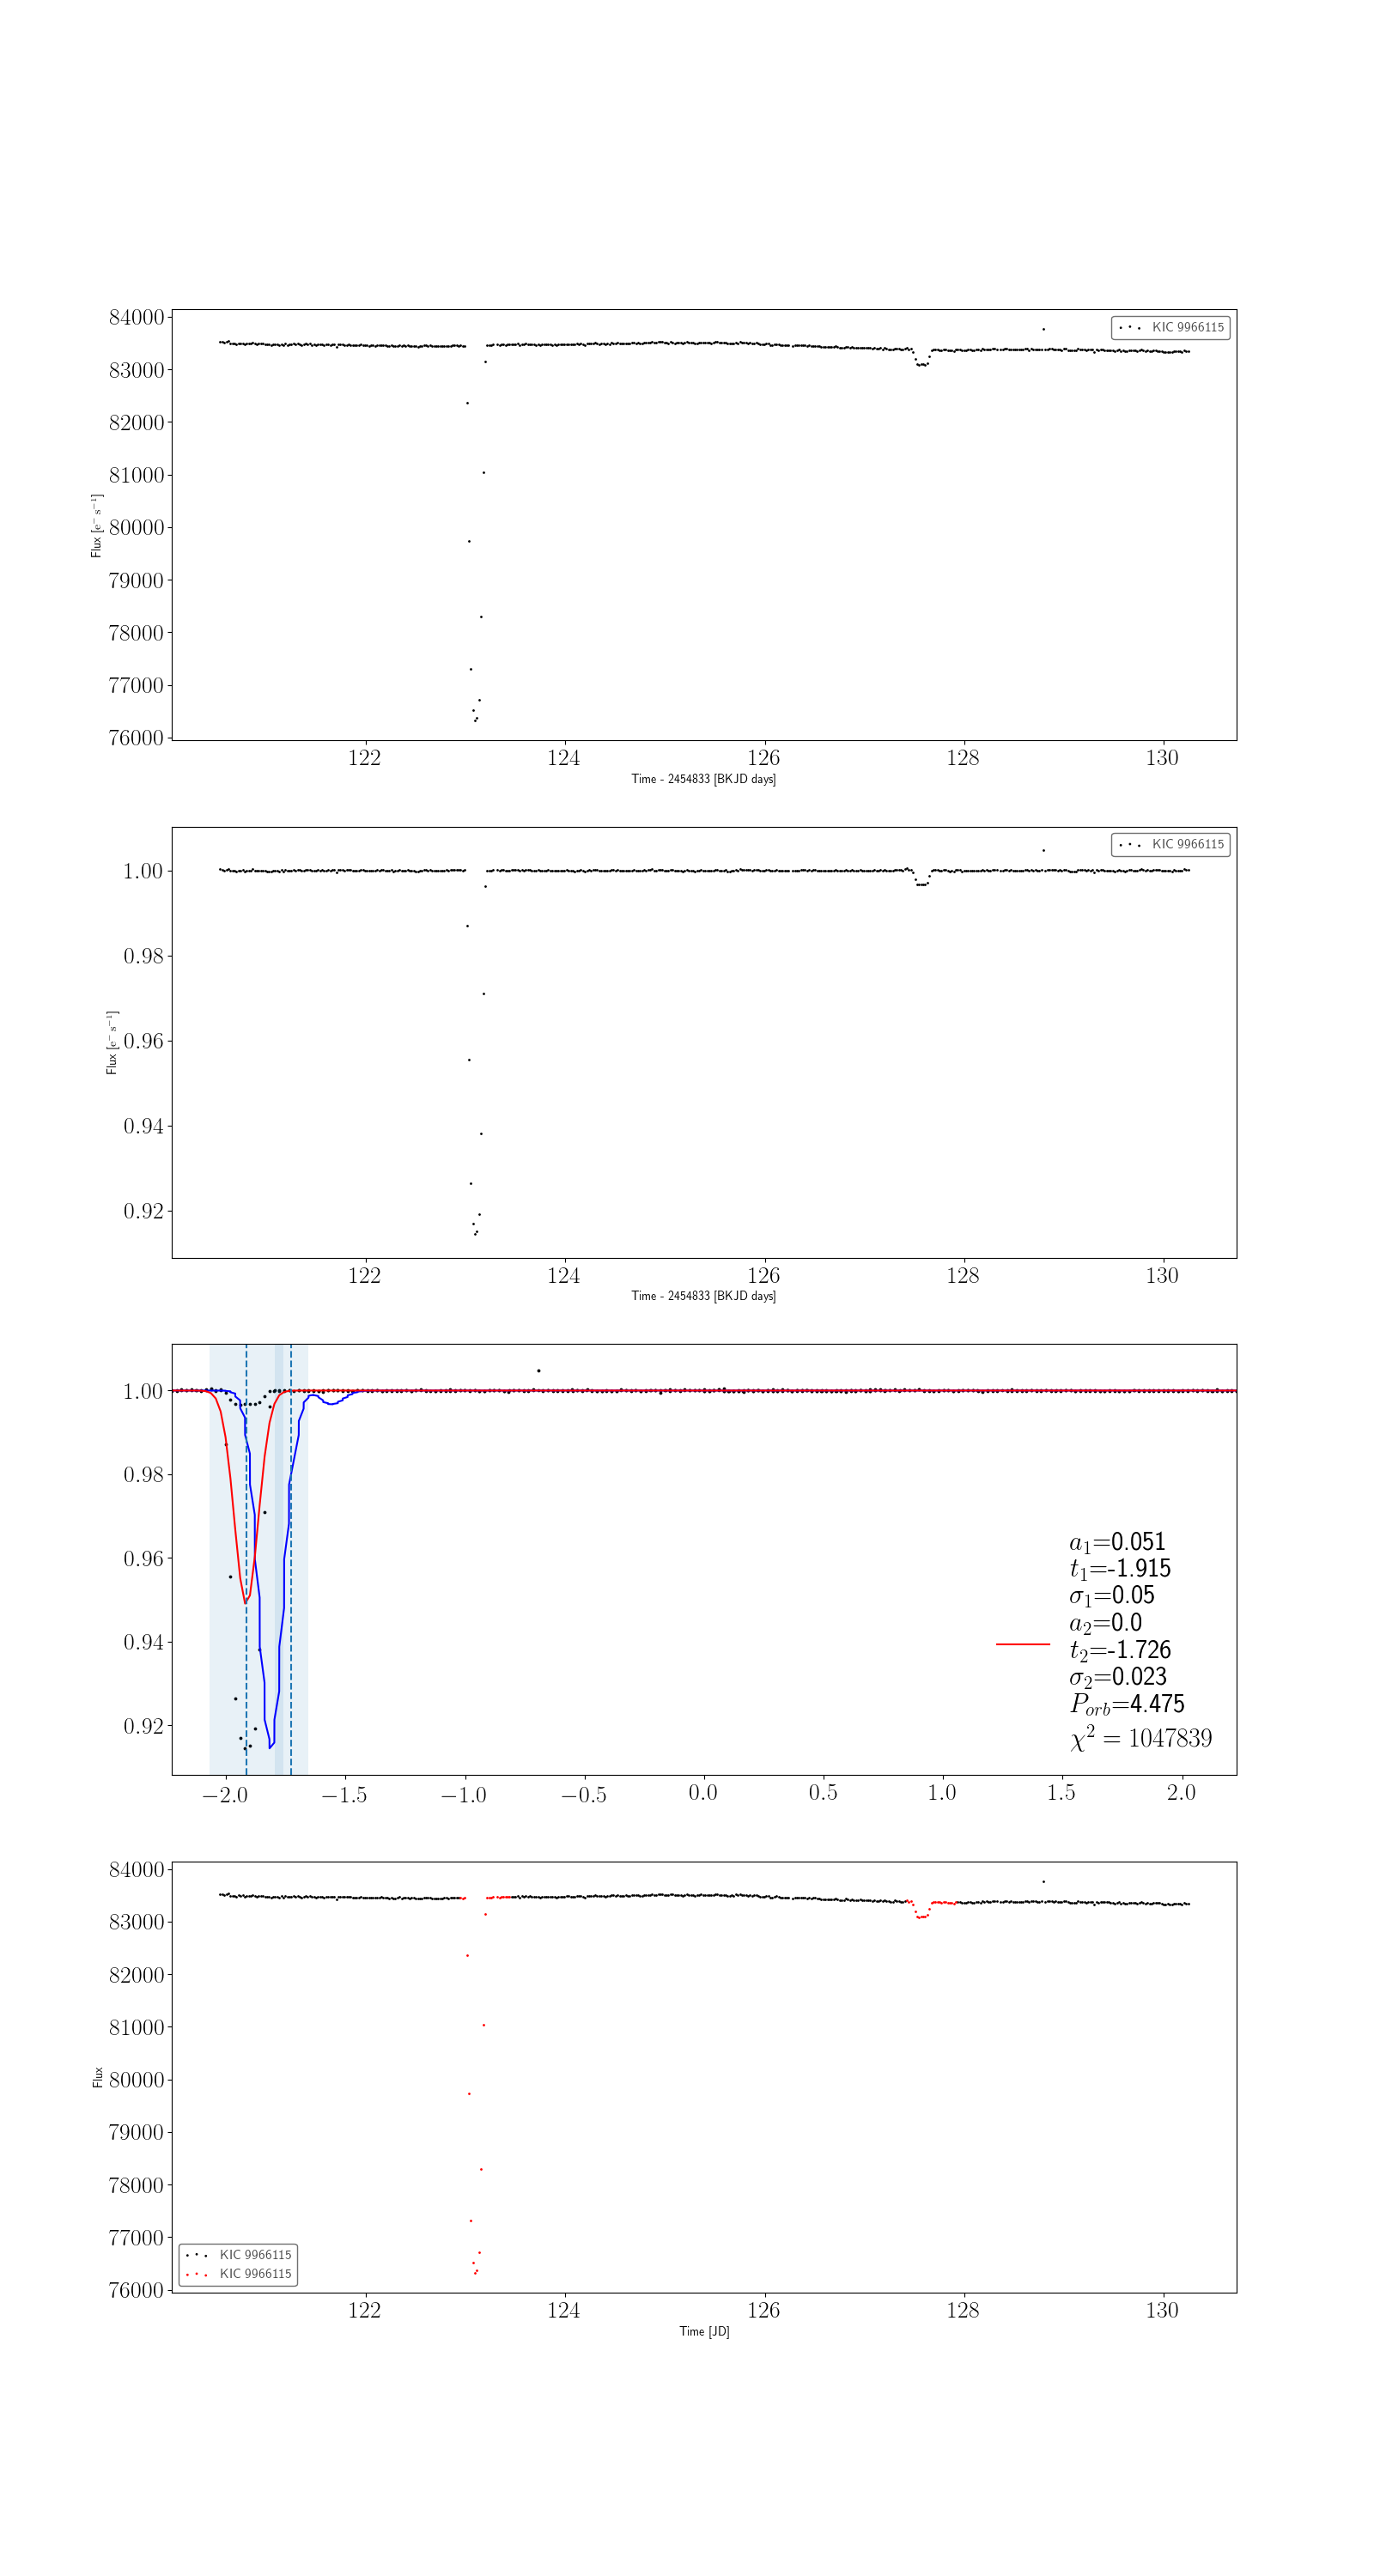 84000
83000
82000
81000
80000
79000
78000
77000
76000
Flux [e⁻ s⁻¹]
KIC 9966115
122 124 126 128 130
Time - 2454833 [BKJD days]
1.00
0.98
0.96
0.94
0.92
Flux [e⁻ s⁻¹]
KIC 9966115
122 124 126 128 130
Time - 2454833 [BKJD days]
1.00
0.98
0.96
0.94
0.92
a₁=0.051
t₁=-1.915
σ₁=0.05
a₂=0.0
t₂=-1.726
σ₂=0.023
P_orb=4.475
χ² = 1047839
−2.0 −1.5 −1.0 −0.5 0.0 0.5 1.0 1.5 2.0
84000
83000
82000
81000
80000
79000
78000
77000
76000
Flux
KIC 9966115
KIC 9966115
122 124 126 128 130
Time [JD]